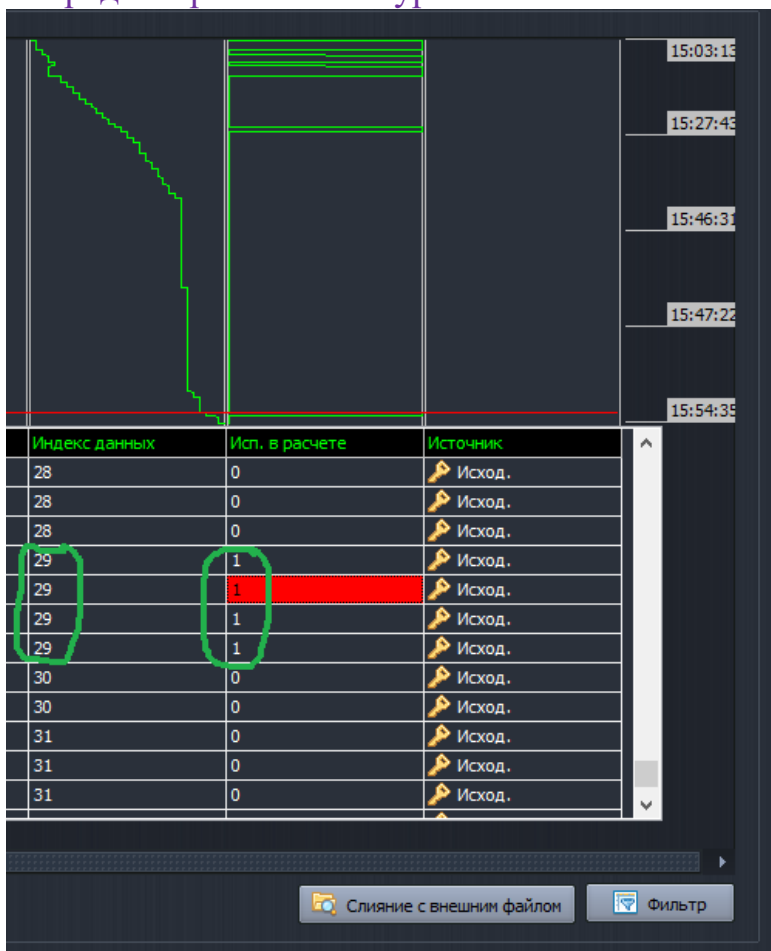 15:03:13
15:27:43
15:46:31
15:47:22
15:54:35
Индекс данных Исп. в расчете Источник
28 0 Исход.
28 0 Исход.
28 0 Исход.
29 1 Исход.
29 1 Исход.
29 1 Исход.
29 1 Исход.
30 0 Исход.
30 0 Исход.
31 0 Исход.
31 0 Исход.
31 0 Исход.
Слияние с внешним файлом Фильтр